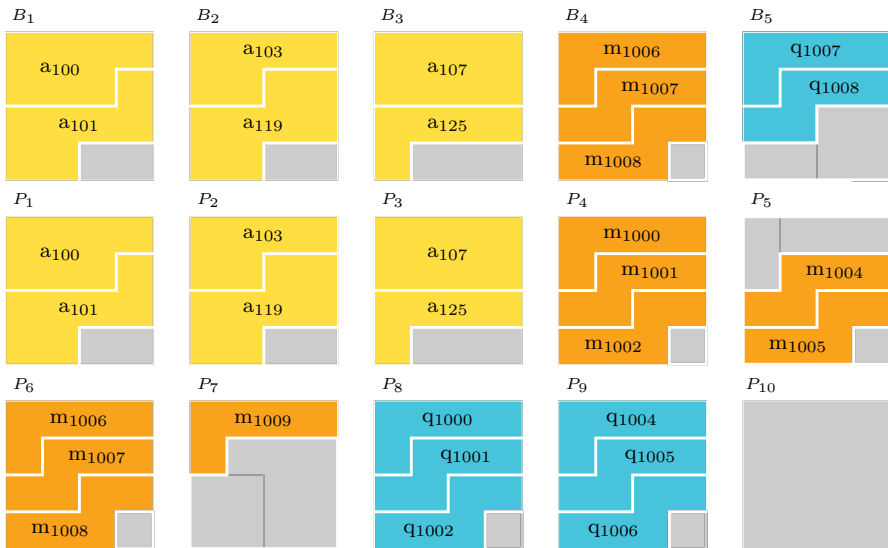 B₁ B₂ B₃ B₄ B₅
a₁₀₀ a₁₀₃ a₁₀₇ m₁₀₀₆ q₁₀₀₇
m₁₀₀₇ q₁₀₀₈
a₁₀₁ a₁₁₉ a₁₂₅
m₁₀₀₈
P₁ P₂ P₃ P₄ P₅
a₁₀₀ a₁₀₃ a₁₀₇ m₁₀₀₀
m₁₀₀₁ m₁₀₀₄
a₁₀₁ a₁₁₉ a₁₂₅
m₁₀₀₂ m₁₀₀₅
P₆ P₇ P₈ P₉ P₁₀
m₁₀₀₆ m₁₀₀₉ q₁₀₀₀ q₁₀₀₄
m₁₀₀₇ q₁₀₀₁ q₁₀₀₅
m₁₀₀₈ q₁₀₀₂ q₁₀₀₆